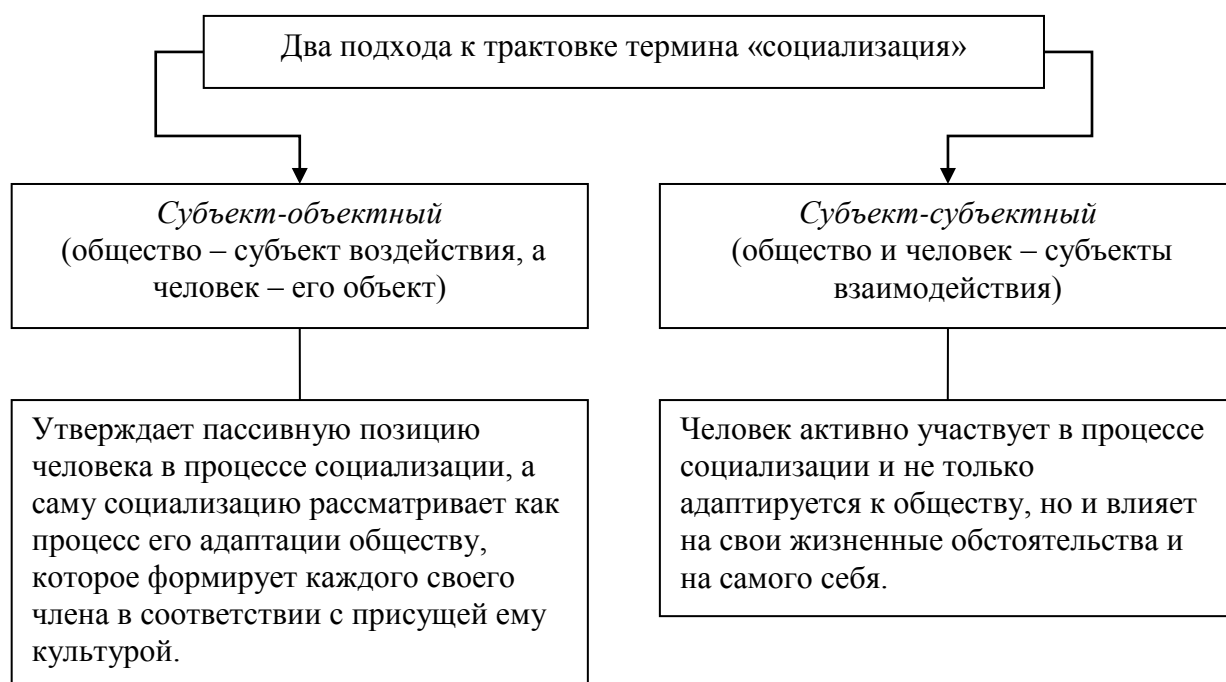 Два подхода к трактовке термина «социализация»
Субъект-объектный
(общество – субъект воздействия, а
человек – его объект)
Субъект-субъектный
(общество и человек – субъекты
взаимодействия)
Утверждает пассивную позицию
человека в процессе социализации, а
саму социализацию рассматривает как
процесс его адаптации обществу,
которое формирует каждого своего
члена в соответствии с присущей ему
культурой.
Человек активно участвует в процессе
социализации и не только
адаптируется к обществу, но и влияет
на свои жизненные обстоятельства и
на самого себя.